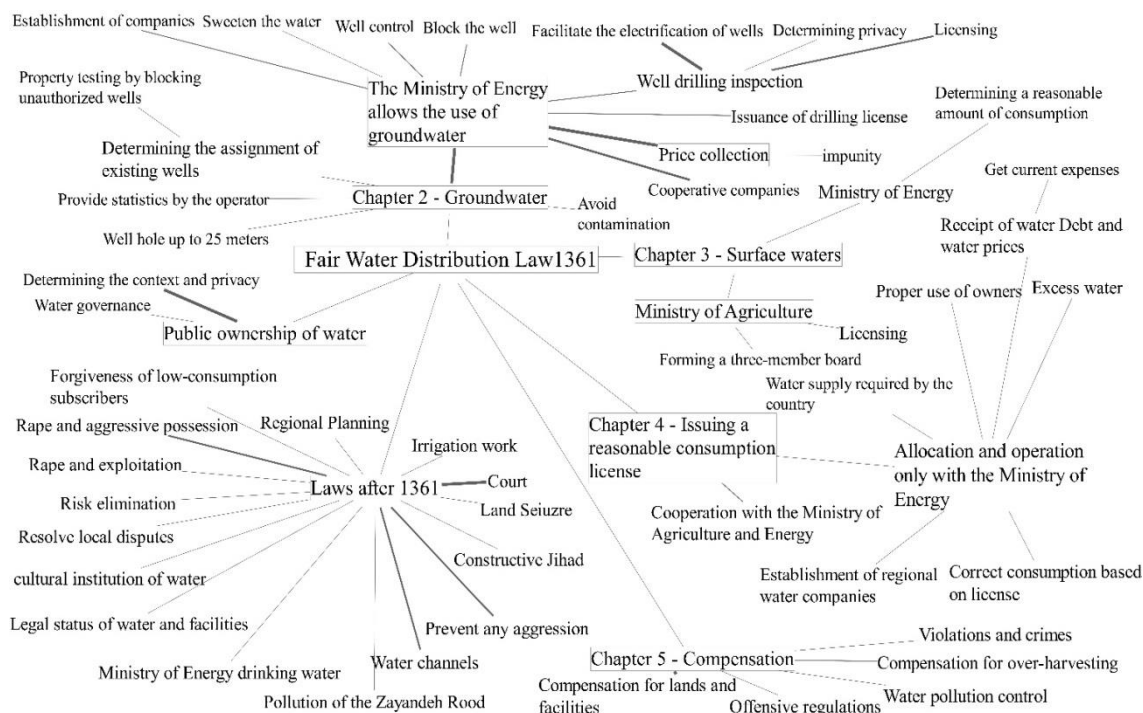 Establishment of companies
Sweeten the water
Well control
Block the well
Facilitate the electrification of wells
Determining privacy
Licensing
Property testing by blocking
unauthorized wells
The Ministry of Energy
allows the use of
groundwater
Well drilling inspection
Determining a reasonable
amount of consumption
Issuance of drilling license
Determining the assignment of
existing wells
Price collection
impunity
Cooperative companies
Ministry of Energy
Get current expenses
Provide statistics by the operator
Chapter 2 - Groundwater
Avoid
contamination
Receipt of water Debt and
water prices
Well hole up to 25 meters
Fair Water Distribution Law1361
Chapter 3 - Surface waters
Determining the context and privacy
Water governance
Public ownership of water
Proper use of owners
Excess water
Ministry of Agriculture
Licensing
Forming a three-member board
Water supply required by the
country
Forgiveness of low-consumption
subscribers
Rape and aggressive possession
Regional Planning
Chapter 4 - Issuing a
reasonable consumption
license
Irrigation work
Allocation and operation
only with the Ministry of
Energy
Rape and exploitation
Laws after 1361
Court
Risk elimination
Land Seiuzre
Cooperation with the Ministry of
Agriculture and Energy
Resolve local disputes
Constructive Jihad
cultural institution of water
Establishment of regional
water companies
Correct consumption based
on license
Legal status of water and facilities
Prevent any aggression
Violations and crimes
Water channels
Chapter 5 - Compensation
Compensation for over-harvesting
Ministry of Energy drinking water
Compensation for lands and
facilities
Water pollution control
Pollution of the Zayandeh Rood
Offensive regulations